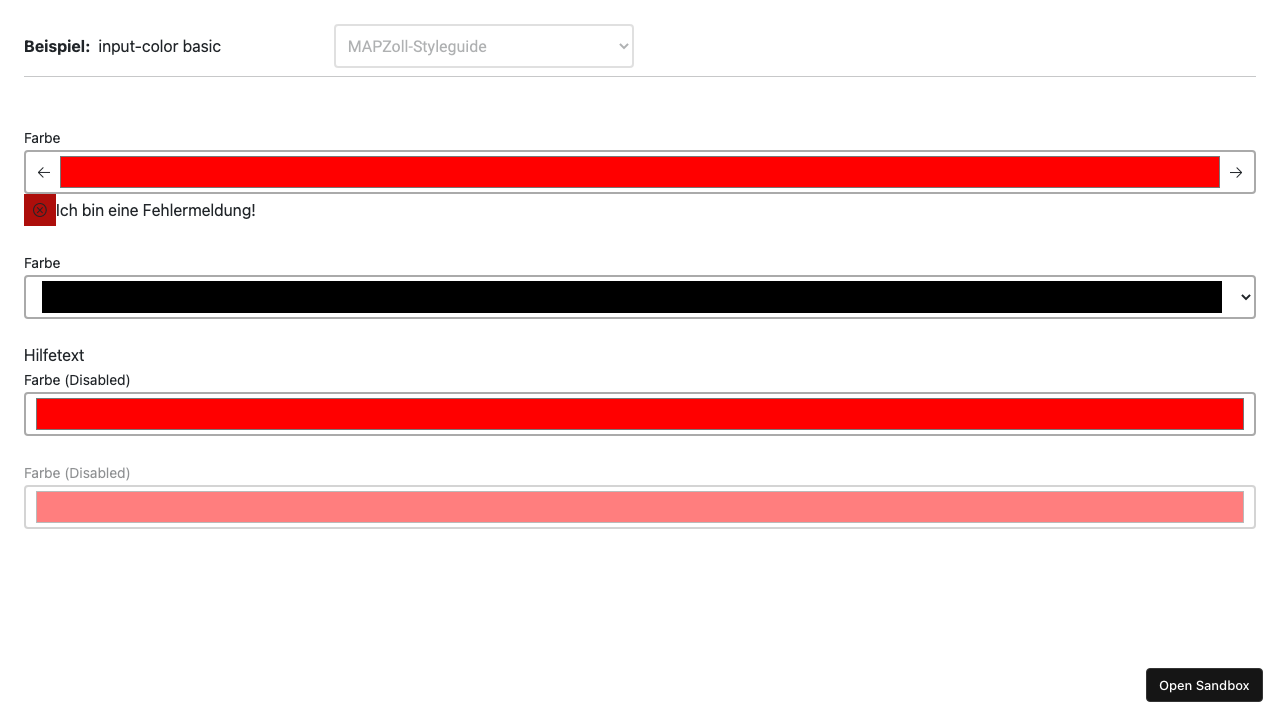 Beispiel: input-color basic
MAPZoll-Styleguide
Farbe
Ich bin eine Fehlermeldung!
Farbe
Hilfetext
Farbe (Disabled)
Farbe (Disabled)
Open Sandbox